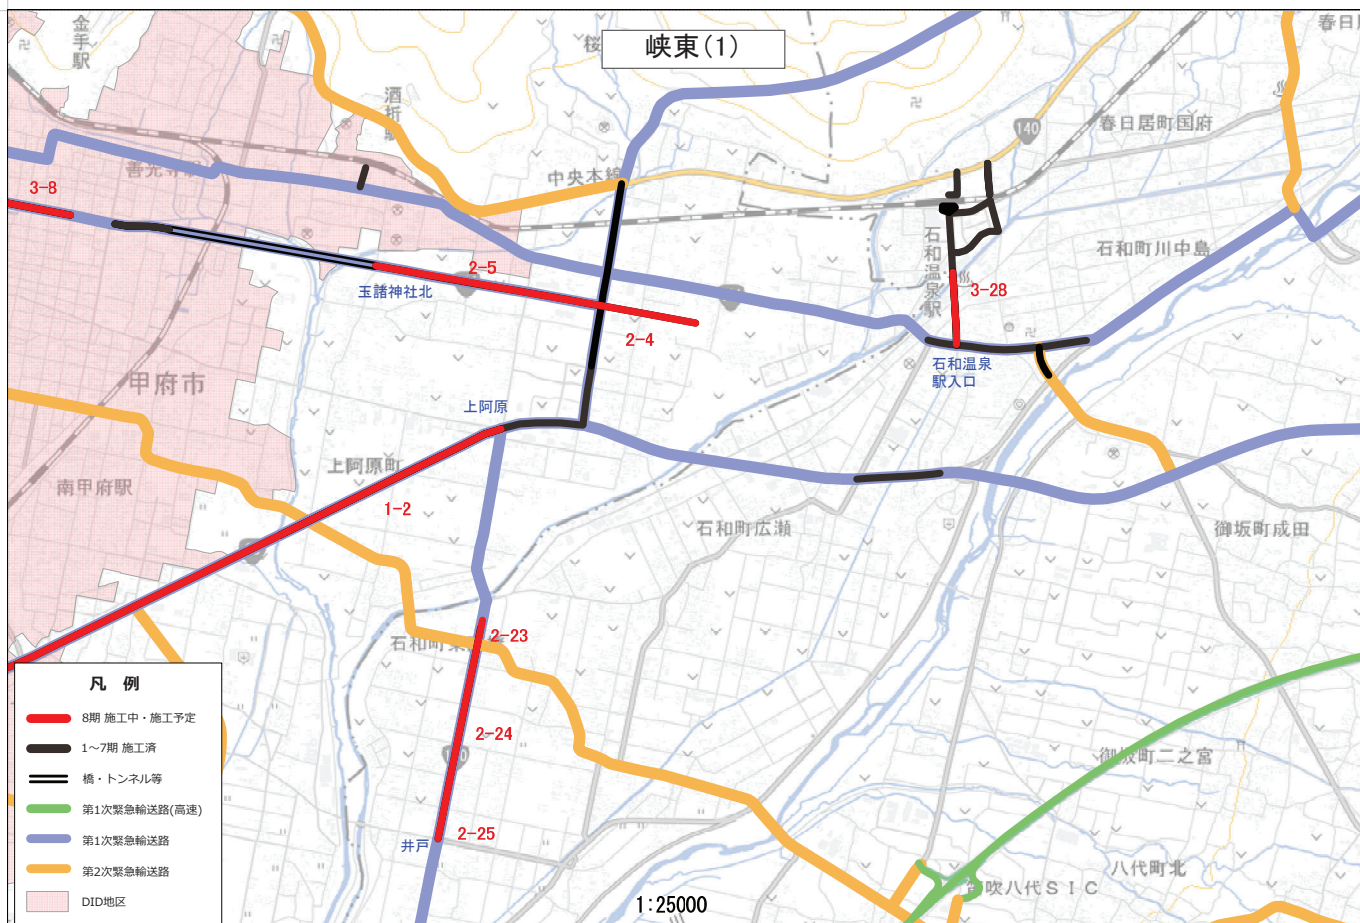 峡東(1)
金手駅
酒折駅
桜
春日
140
春日居町国府
善光寺駅
中央本線
3-8
石和町川中島
石和温泉駅
2-5
玉諸神社北
3-28
2-4
石和温泉
駅入口
甲府市
上阿原
上阿原町
南甲府駅
1-2
石和町広瀬
御坂町成田
2-23
石和町東
2-24
御坂町二之宮
2-25
井戸
八代町北
笛吹八代SIC
1:25000
凡 例
8期 施工中・施工予定
1～7期 施工済
橋・トンネル等
第1次緊急輸送路(高速)
第1次緊急輸送路
第2次緊急輸送路
DID地区